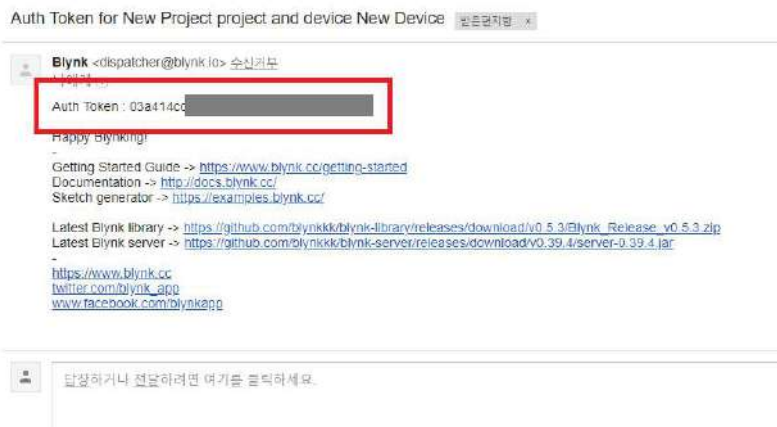 Auth Token for New Project project and device New Device 받은편지함 x
Blynk <dispatcher@blynk.io> 수신거부
Auth Token : 03a414cc
Happy Blynking!
-
Getting Started Guide -> https://www.blynk.cc/getting-started
Documentation -> http://docs.blynk.cc/
Sketch generator -> https://examples.blynk.cc/
Latest Blynk library -> https://github.com/blynkkk/blynk-library/releases/download/v0.5.3/Blynk_Release_v0.5.3.zip
Latest Blynk server -> https://github.com/blynkkk/blynk-server/releases/download/v0.39.4/server-0.39.4.jar
-
https://www.blynk.cc
twitter.com/blynk_app
www.facebook.com/blynkapp
답장하거나 전달하려면 여기를 클릭하세요.